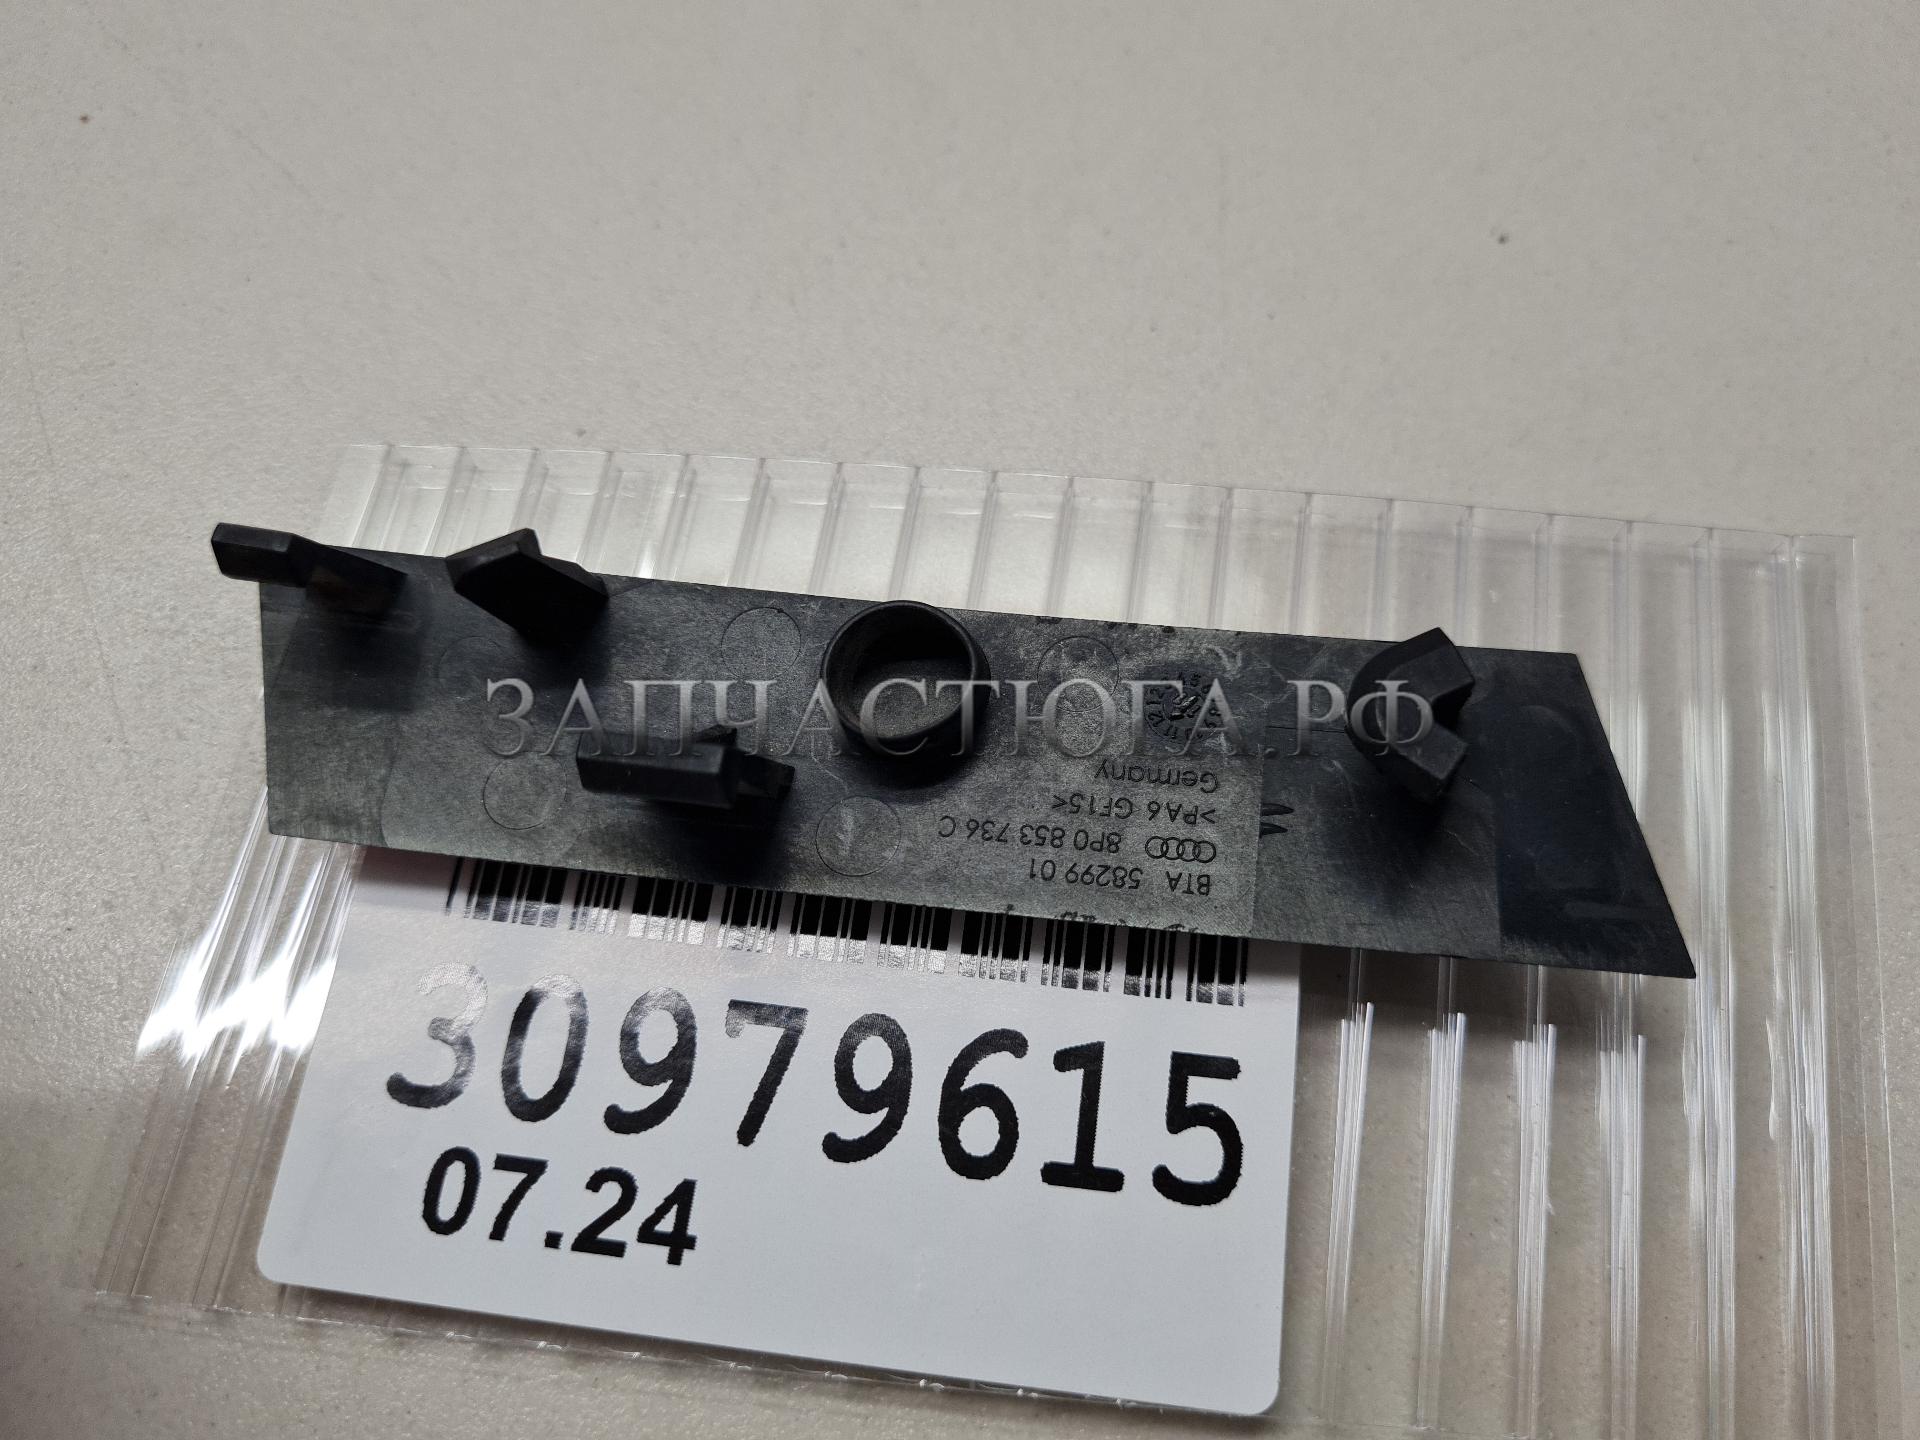 ЗАПЧАСТЮГА.РФ
BTA 58299 01
8P0 853 736 C
>PA6 GF15<
Germany
30979615
07.24